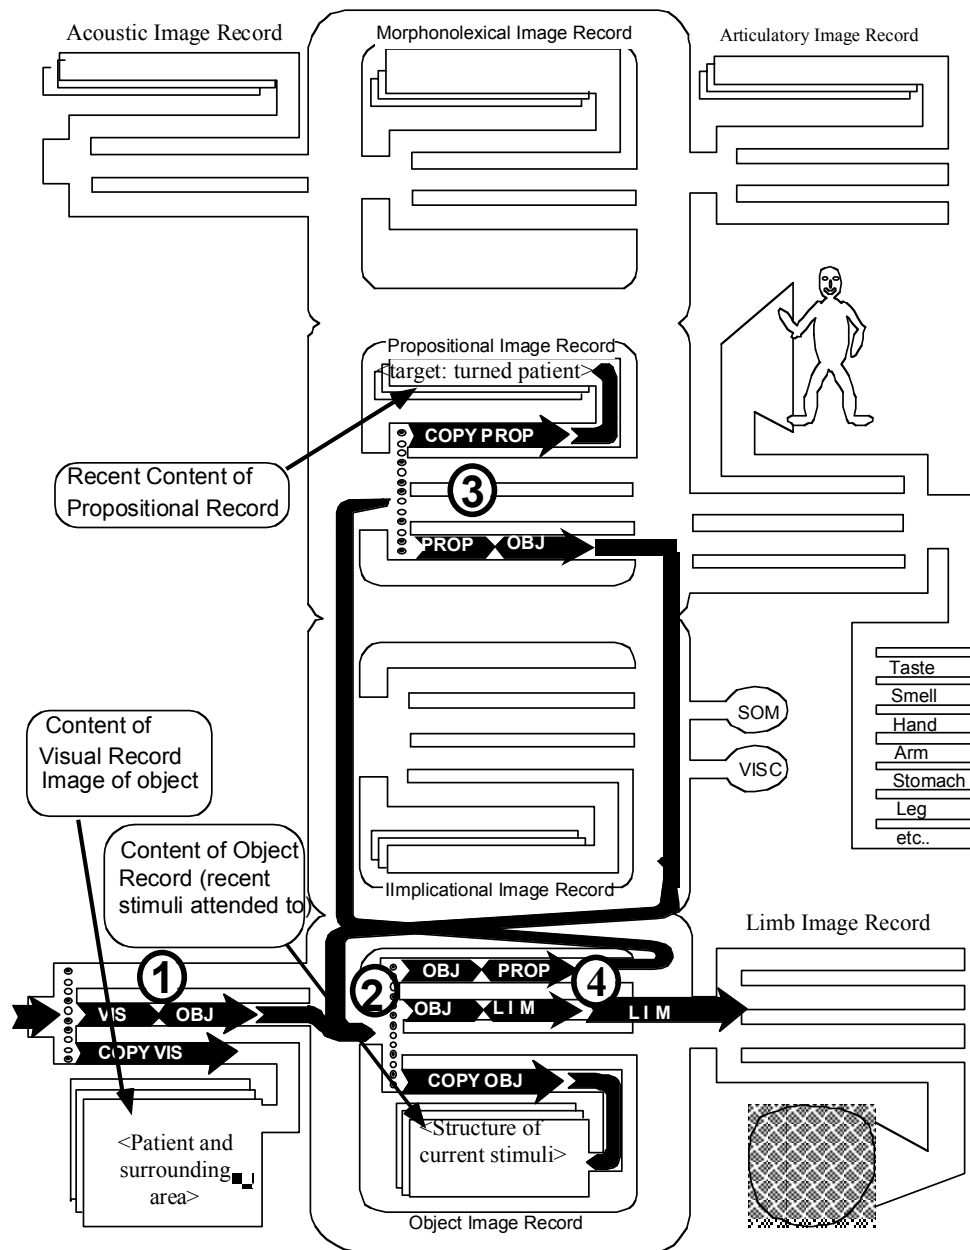 Acoustic Image Record
Morphonolexical Image Record
Articulatory Image Record
Propositional Image Record
<target: turned patient>
COPY PROP
Recent Content of
Propositional Record
3
PROP OBJ
Taste
Smell
Hand
Arm
Stomach
Leg
etc..
SOM
VISC
Content of
Visual Record
Image of object
Content of Object
Record (recent
stimuli attended to)
IImplicational Image Record
Limb Image Record
1
2
4
OBJ PROP
VIS OBJ
OBJ LIM
LIM
COPY VIS
COPY OBJ
<Patient and
surrounding
area>
<Structure of
current stimuli>
Object Image Record